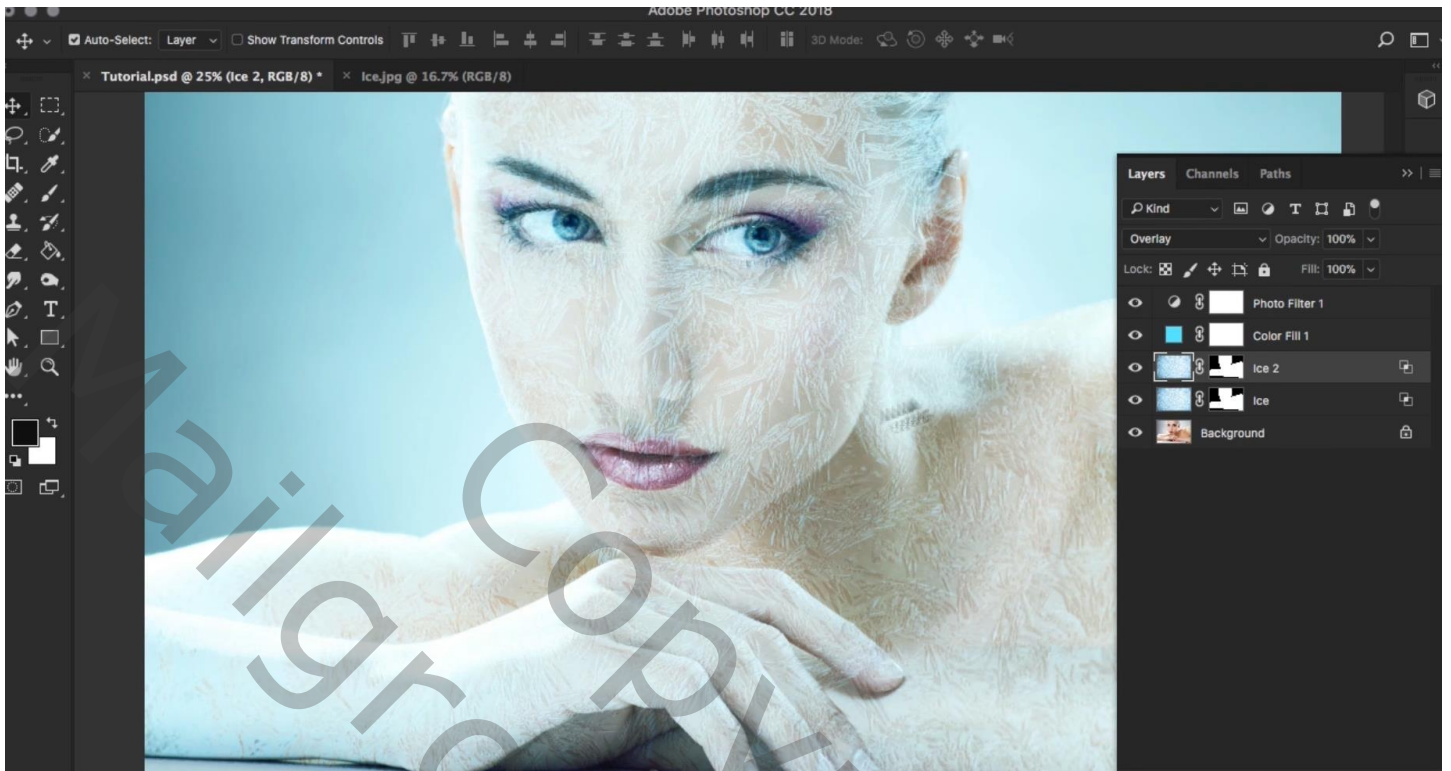 Adobe Photoshop CC 2018
Auto-Select: Layer Show Transform Controls 3D Mode:
× Tutorial.psd @ 25% (Ice 2, RGB/8) * × Ice.jpg @ 16.7% (RGB/8)
Layers Channels Paths
Kind
Overlay Opacity: 100%
Lock: Fill: 100%
Photo Filter 1
Color Fill 1
Ice 2
Ice
Background